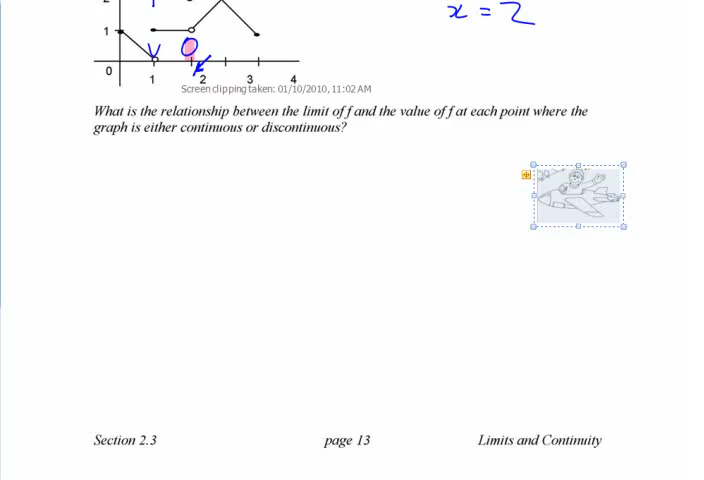 2
x = 2
1
0
1
2
3
4
Screen clipping taken: 01/10/2010, 11:02 AM
What is the relationship between the limit of f and the value of f at each point where the
graph is either continuous or discontinuous?
Section 2.3 page 13 Limits and Continuity